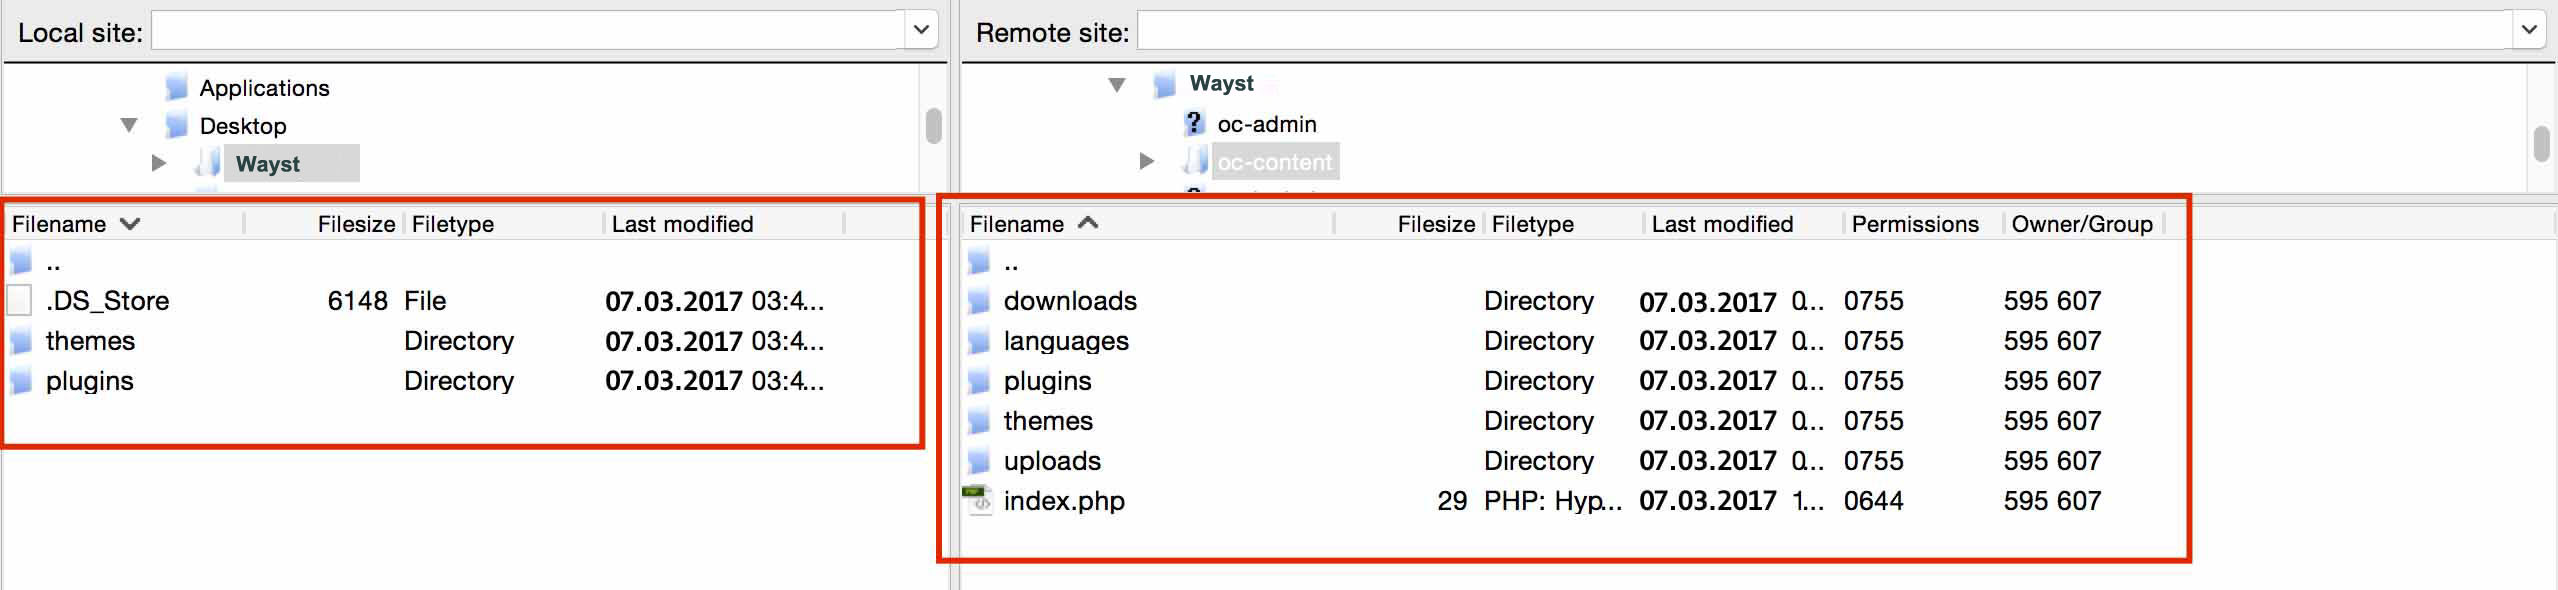 Local site:
Applications
Desktop
Wayst
Filename Filesize Filetype Last modified
..
.DS_Store 6148 File 07.03.2017 03:4...
themes Directory 07.03.2017 03:4...
plugins Directory 07.03.2017 03:4...
Remote site:
Wayst
? oc-admin
oc-content
Filename Filesize Filetype Last modified Permissions Owner/Group
..
downloads Directory 07.03.2017 0... 0755 595 607
languages Directory 07.03.2017 0... 0755 595 607
plugins Directory 07.03.2017 0... 0755 595 607
themes Directory 07.03.2017 0... 0755 595 607
uploads Directory 07.03.2017 0... 0755 595 607
index.php 29 PHP: Hyp... 07.03.2017 1... 0644 595 607